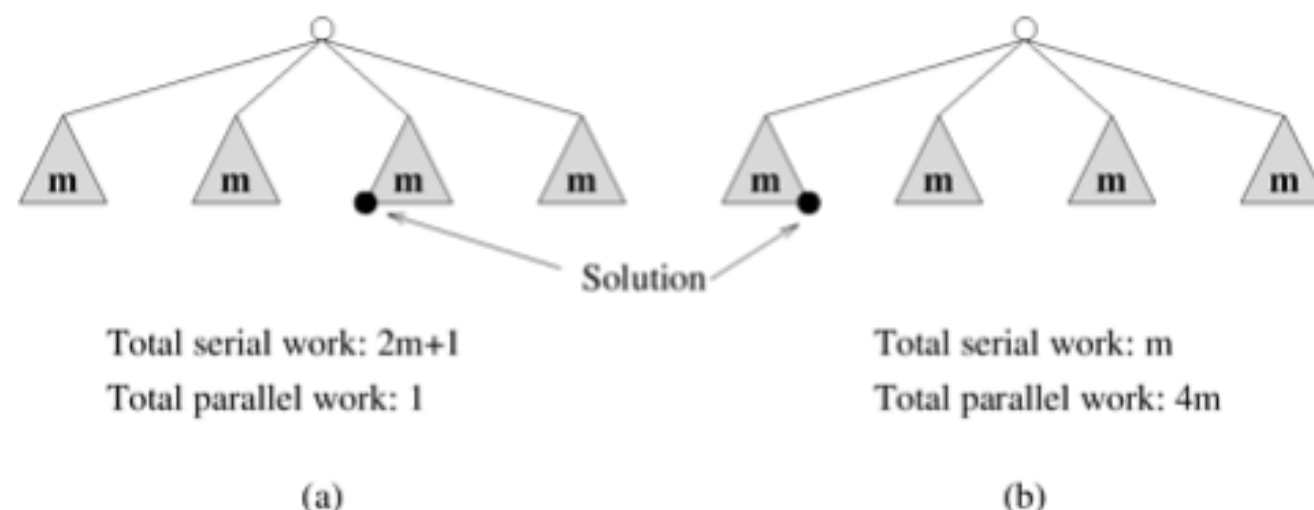 m m m m m m m m
Solution
Total serial work: 2m+1 Total serial work: m
Total parallel work: 1 Total parallel work: 4m
(a) (b)